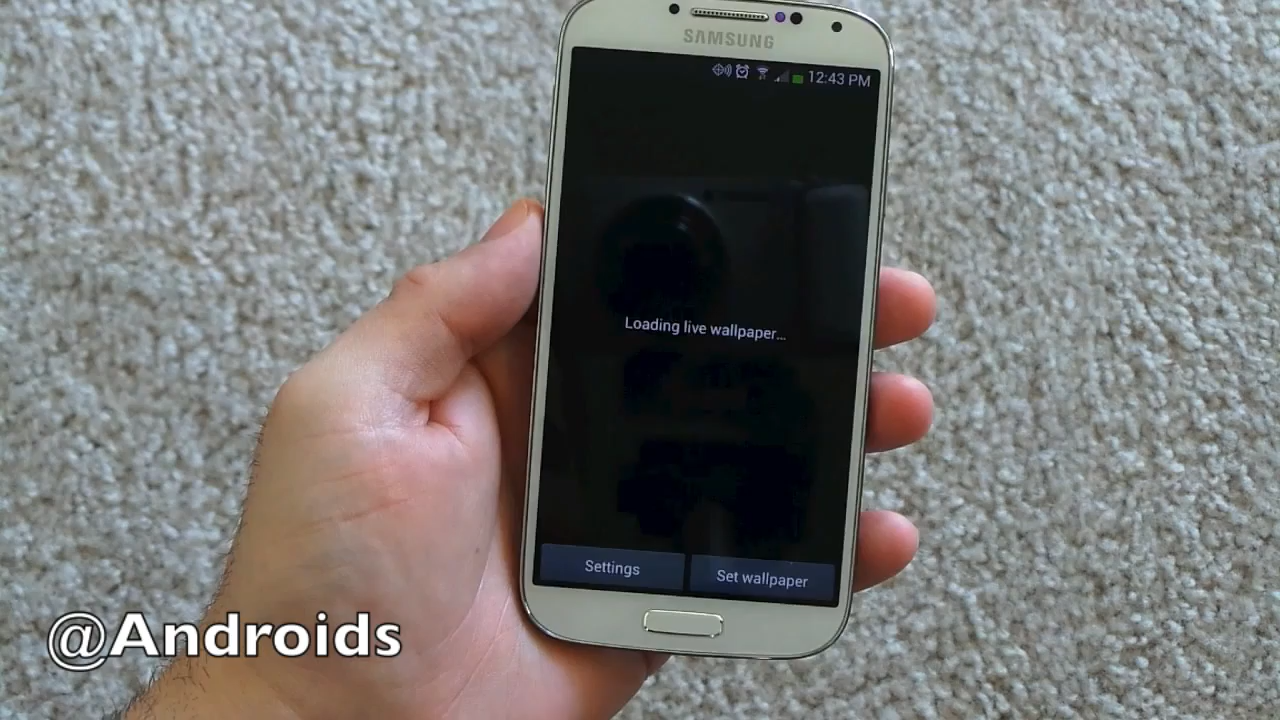 SAMSUNG
12:43 PM
Loading live wallpaper...
Settings
Set wallpaper
@Androids